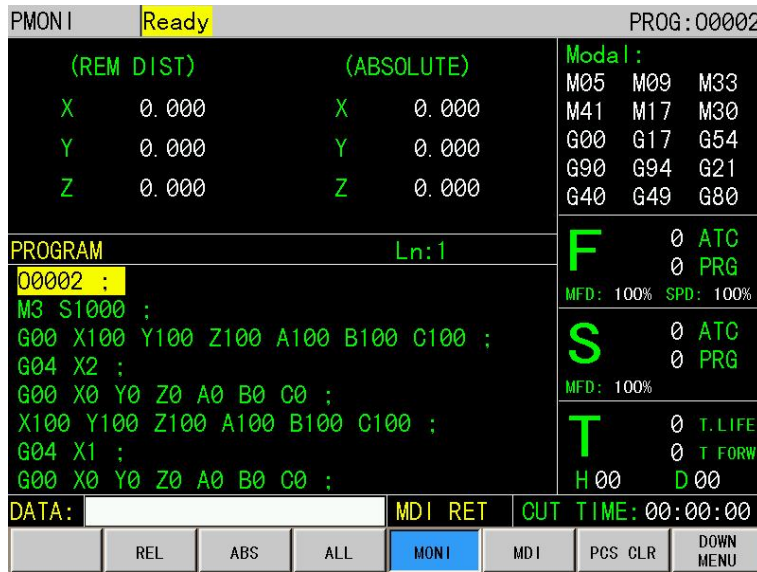 PMONI Ready PROG:O0002
(REM DIST) (ABSOLUTE)
X 0.000 X 0.000
Y 0.000 Y 0.000
Z 0.000 Z 0.000
Modal:
M05 M09 M33
M41 M17 M30
G00 G17 G54
G90 G94 G21
G40 G49 G80
PROGRAM Ln:1
O0002 ;
M3 S1000 ;
G00 X100 Y100 Z100 A100 B100 C100 ;
G04 X2 ;
G00 X0 Y0 Z0 A0 B0 C0 ;
X100 Y100 Z100 A100 B100 C100 ;
G04 X1 ;
G00 X0 Y0 Z0 A0 B0 C0 ;
F 0 ATC
0 PRG
MFD: 100% SPD: 100%
S 0 ATC
0 PRG
MFD: 100%
T 0 T.LIFE
0 T FORW
H 00 D 00
DATA: MDI RET CUT TIME: 00:00:00
REL ABS ALL MONI MDI PCS CLR DOWN MENU